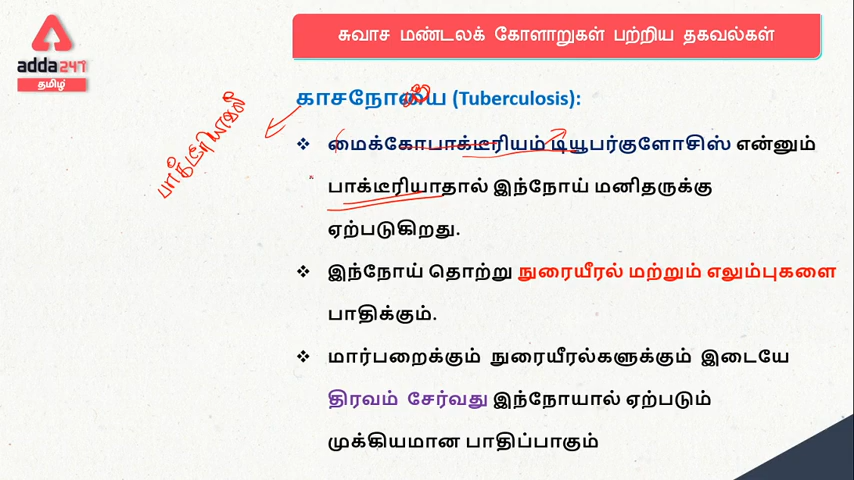 சுவாச மண்டலக் கோளாறுகள் பற்றிய தகவல்கள்
adda247
தமிழ்
காசநோயை (Tuberculosis):
❖ மைக்கோபாக்டீரியம் டியூபர்குளோசிஸ் என்னும்
பாக்டீரியாதால் இந்நோய் மனிதருக்கு
ஏற்படுகிறது.
❖ இந்நோய் தொற்று நுரையீரல் மற்றும் எலும்புகளை
பாதிக்கும்.
❖ மார்பறைக்கும் நுரையீரல்களுக்கும் இடையே
திரவம் சேர்வது இந்நோயால் ஏற்படும்
முக்கியமான பாதிப்பாகும்